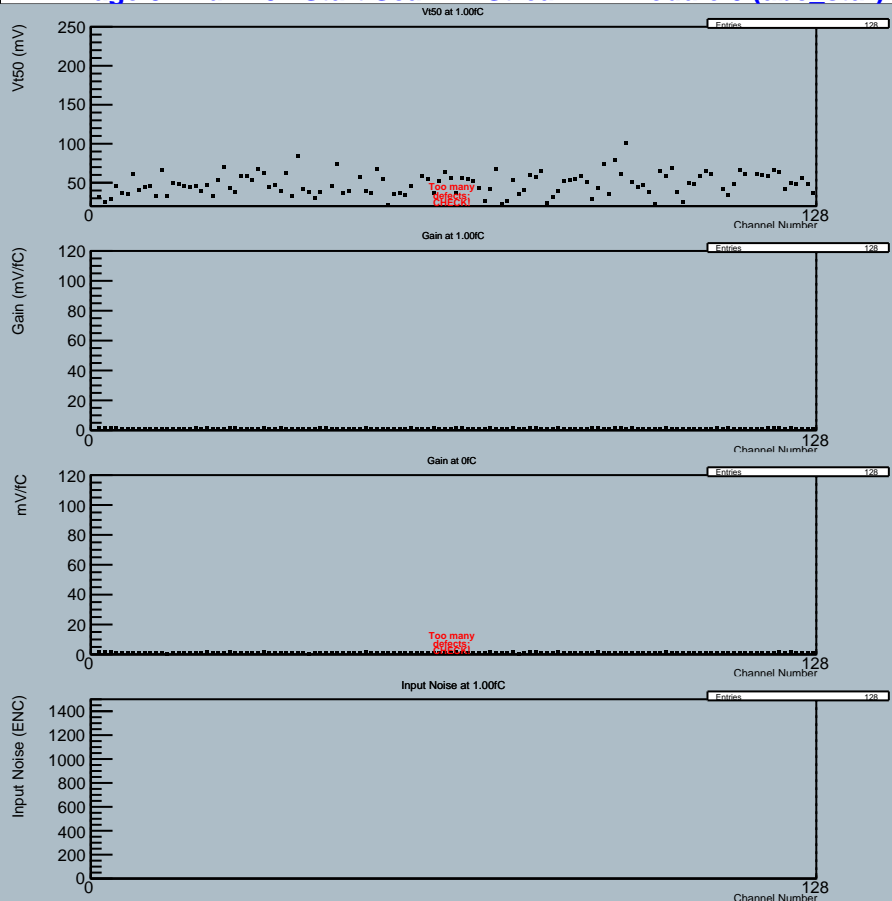 Vt50 at 1.00fC
Entries 128
Vt50 (mV)
250
200
150
100
50
Too many
defects:
CHECK!
0
128
Channel Number
Gain at 1.00fC
Entries 128
Gain (mV/fC)
120
100
80
60
40
20
0
0
128
Channel Number
Gain at 0fC
Entries 128
mV/fC
120
100
80
60
40
20
0
Too many
defects:
CHECK!
0
128
Channel Number
Input Noise at 1.00fC
Entries 128
Input Noise (ENC)
1400
1200
1000
800
600
400
200
0
0
128
Channel Number